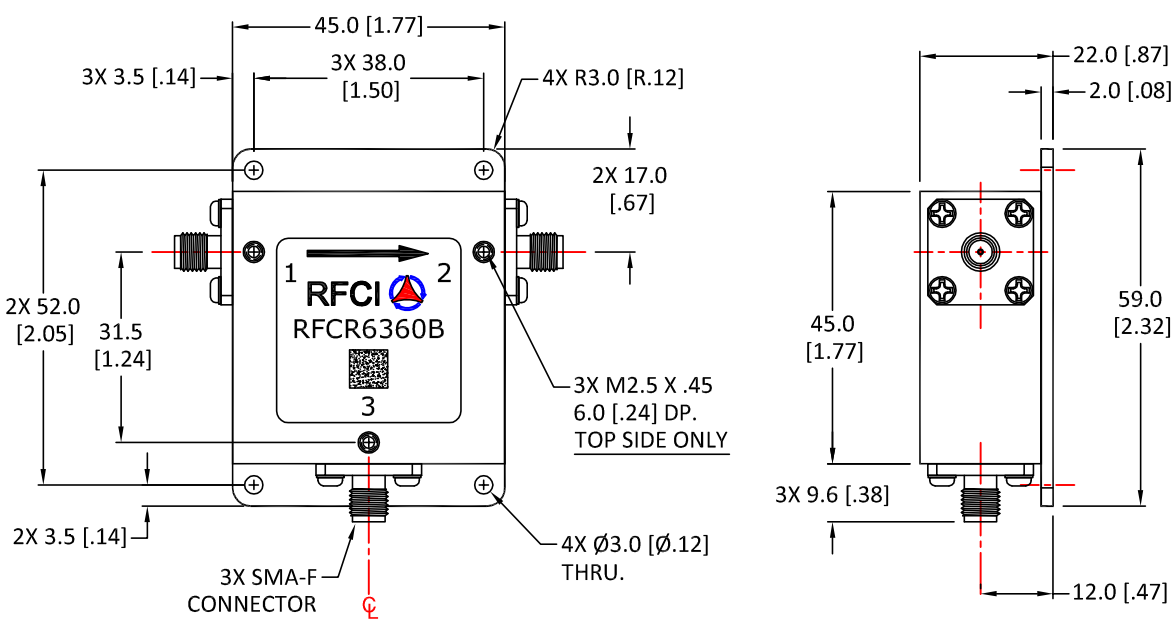 45.0 [1.77]
3X 38.0
[1.50]
3X 3.5 [.14]
4X R3.0 [R.12]
2X 17.0
[.67]
1
2
RFCI
RFCR6360B
3
2X 52.0
[2.05]
31.5
[1.24]
3X M2.5 X .45
6.0 [.24] DP.
TOP SIDE ONLY
2X 3.5 [.14]
3X SMA-F
CONNECTOR
4X Ø3.0 [Ø.12]
THRU.
CL
22.0 [.87]
2.0 [.08]
45.0
[1.77]
59.0
[2.32]
3X 9.6 [.38]
12.0 [.47]